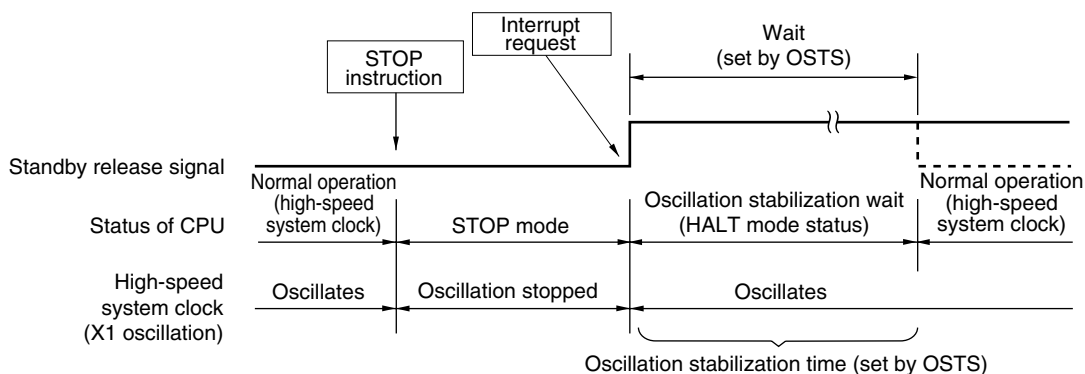 Interrupt
request
Wait
(set by OSTS)
STOP
instruction
Standby release signal
Normal operation
(high-speed
system clock)
Oscillation stabilization wait
(HALT mode status)
Normal operation
(high-speed
system clock)
Status of CPU
STOP mode
High-speed
system clock
(X1 oscillation)
Oscillates
Oscillation stopped
Oscillates
Oscillation stabilization time (set by OSTS)